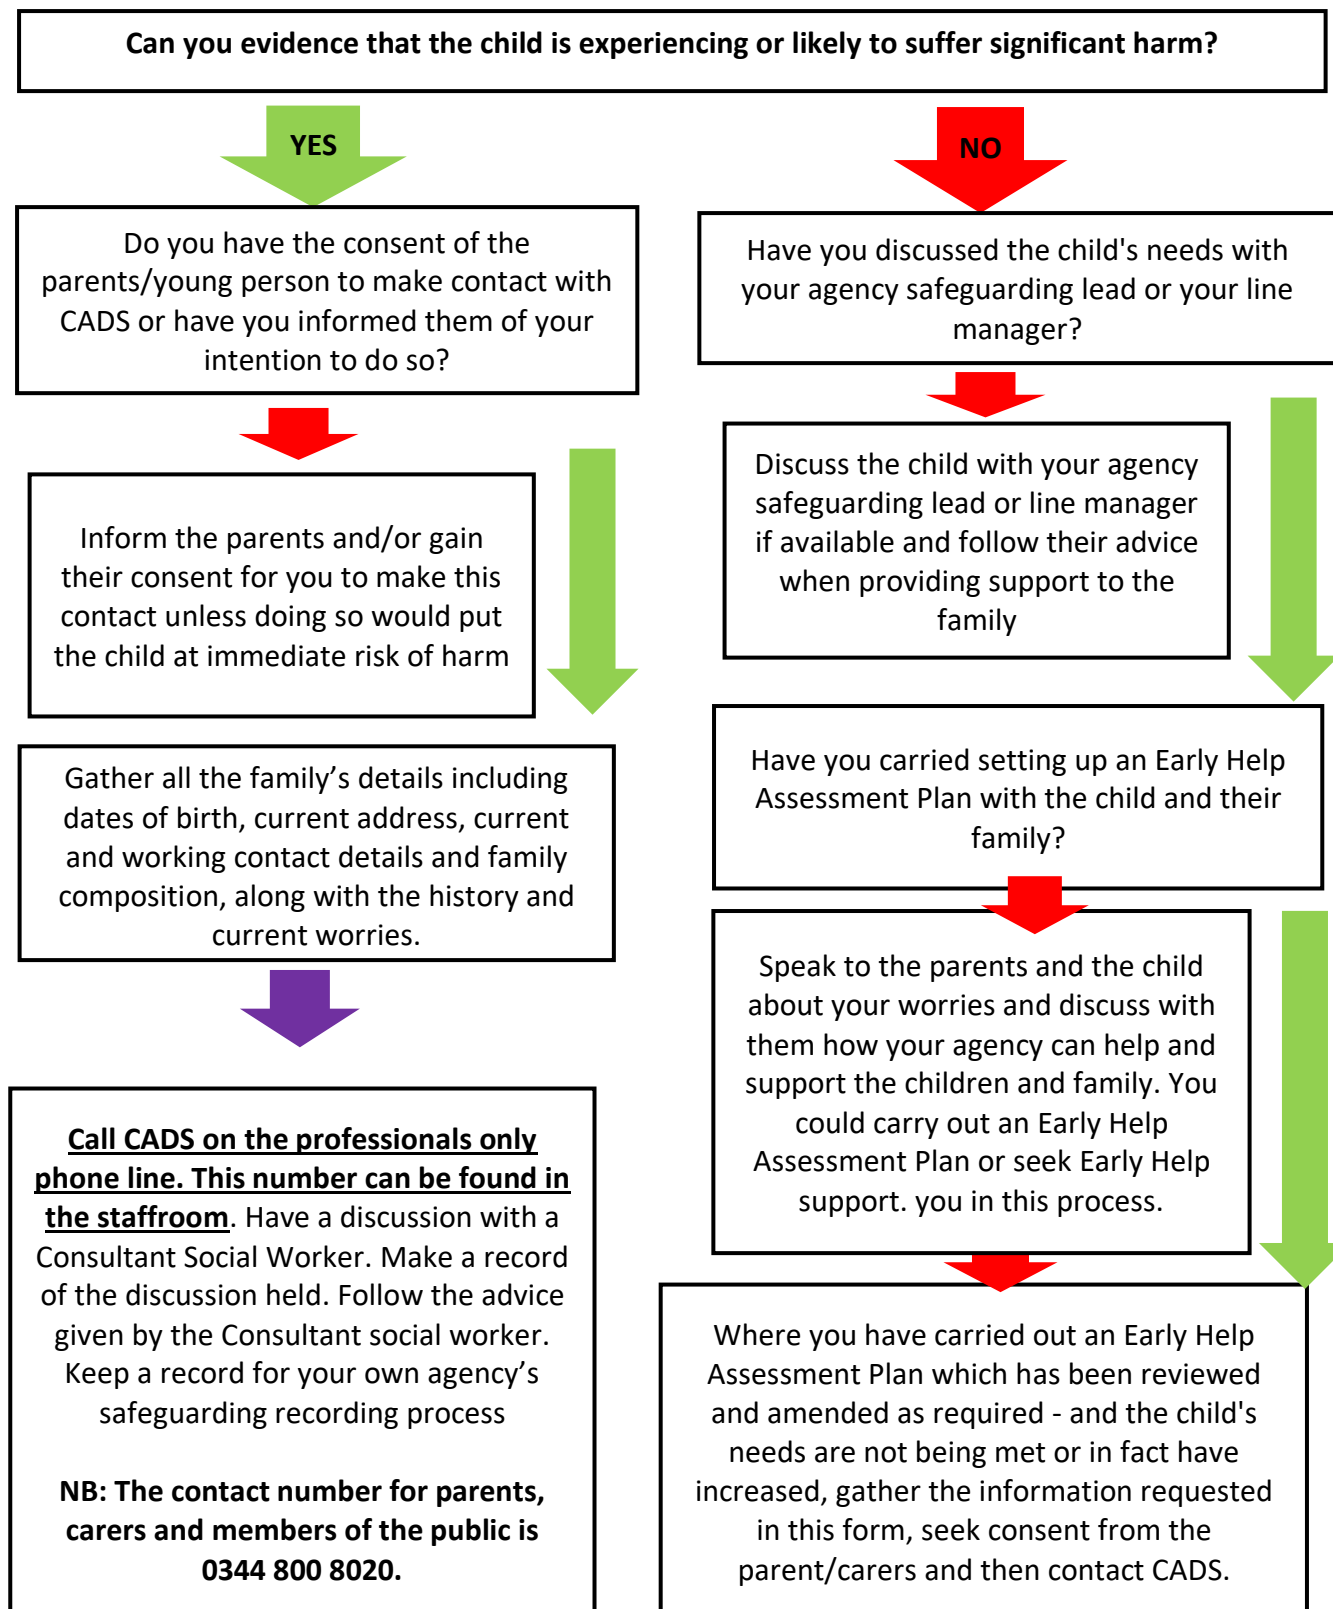 Can you evidence that the child is experiencing or likely to suffer significant harm?
YES
NO
Do you have the consent of the
parents/young person to make contact with
CADS or have you informed them of your
intention to do so?
Inform the parents and/or gain
their consent for you to make this
contact unless doing so would put
the child at immediate risk of harm
Gather all the family’s details including
dates of birth, current address, current
and working contact details and family
composition, along with the history and
current worries.
Call CADS on the professionals only
phone line. This number can be found in
the staffroom. Have a discussion with a
Consultant Social Worker. Make a record
of the discussion held. Follow the advice
given by the Consultant social worker.
Keep a record for your own agency’s
safeguarding recording process
NB: The contact number for parents,
carers and members of the public is
0344 800 8020.
Have you discussed the child's needs with
your agency safeguarding lead or your line
manager?
Discuss the child with your agency
safeguarding lead or line manager
if available and follow their advice
when providing support to the
family
Have you carried setting up an Early Help
Assessment Plan with the child and their
family?
Speak to the parents and the child
about your worries and discuss with
them how your agency can help and
support the children and family. You
could carry out an Early Help
Assessment Plan or seek Early Help
support. you in this process.
Where you have carried out an Early Help
Assessment Plan which has been reviewed
and amended as required - and the child's
needs are not being met or in fact have
increased, gather the information requested
in this form, seek consent from the
parent/carers and then contact CADS.